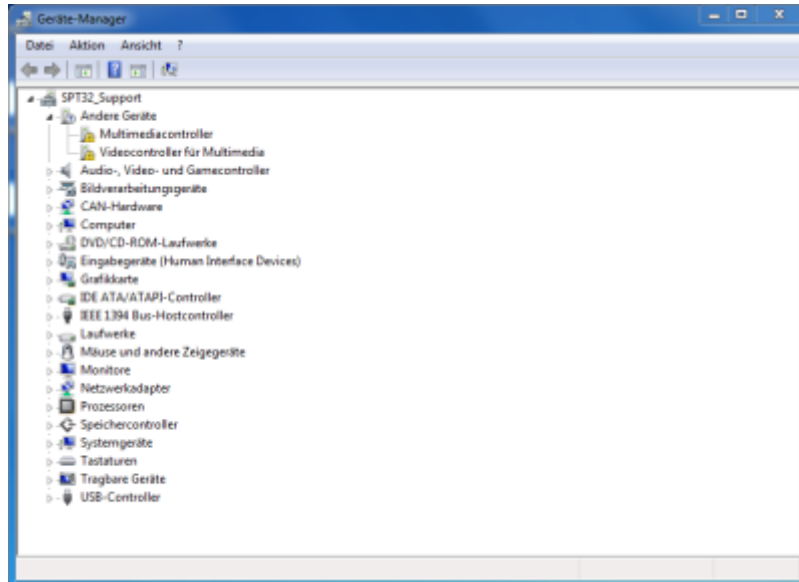 Geräte-Manager
Datei Aktion Ansicht ?
SPT32_Support
Andere Geräte
Multimediacontroller
Videocontroller für Multimedia
Audio-, Video- und Gamecontroller
Bildverarbeitungsgeräte
CAN-Hardware
Computer
DVD/CD-ROM-Laufwerke
Eingabegeräte (Human Interface Devices)
Grafikkarte
IDE ATA/ATAPI-Controller
IEEE 1394 Bus-Hostcontroller
Laufwerke
Mäuse und andere Zeigegeräte
Monitore
Netzwerkadapter
Prozessoren
Speichercontroller
Systemgeräte
Tastaturen
Tragbare Geräte
USB-Controller